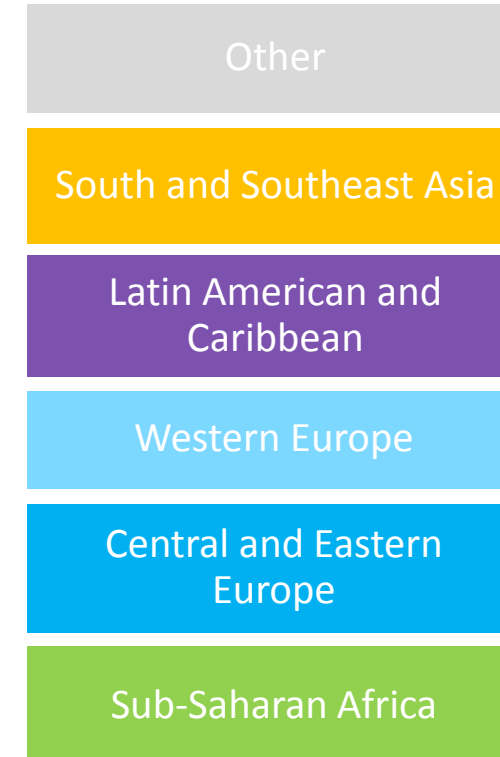 Other
South and Southeast Asia
Latin American and
Caribbean
Western Europe
Central and Eastern
Europe
Sub-Saharan Africa